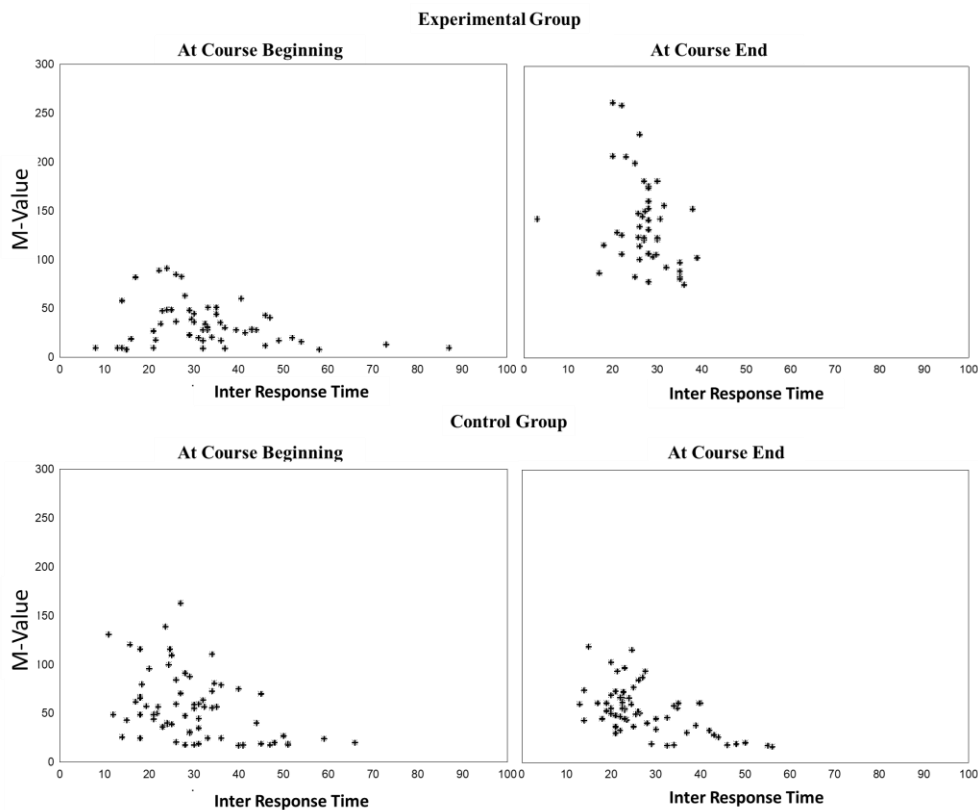 Experimental Group
At Course Beginning At Course End
300
250
200
150
100
50
0
M-Value
0 10 20 30 40 50 60 70 80 90 100
0 10 20 30 40 50 60 70 80 90 100
Inter Response Time Inter Response Time
Control Group
At Course Beginning At Course End
300
250
200
150
100
50
0
M-Value
0 10 20 30 40 50 60 70 80 90 100
0 10 20 30 40 50 60 70 80 90 100
Inter Response Time Inter Response Time